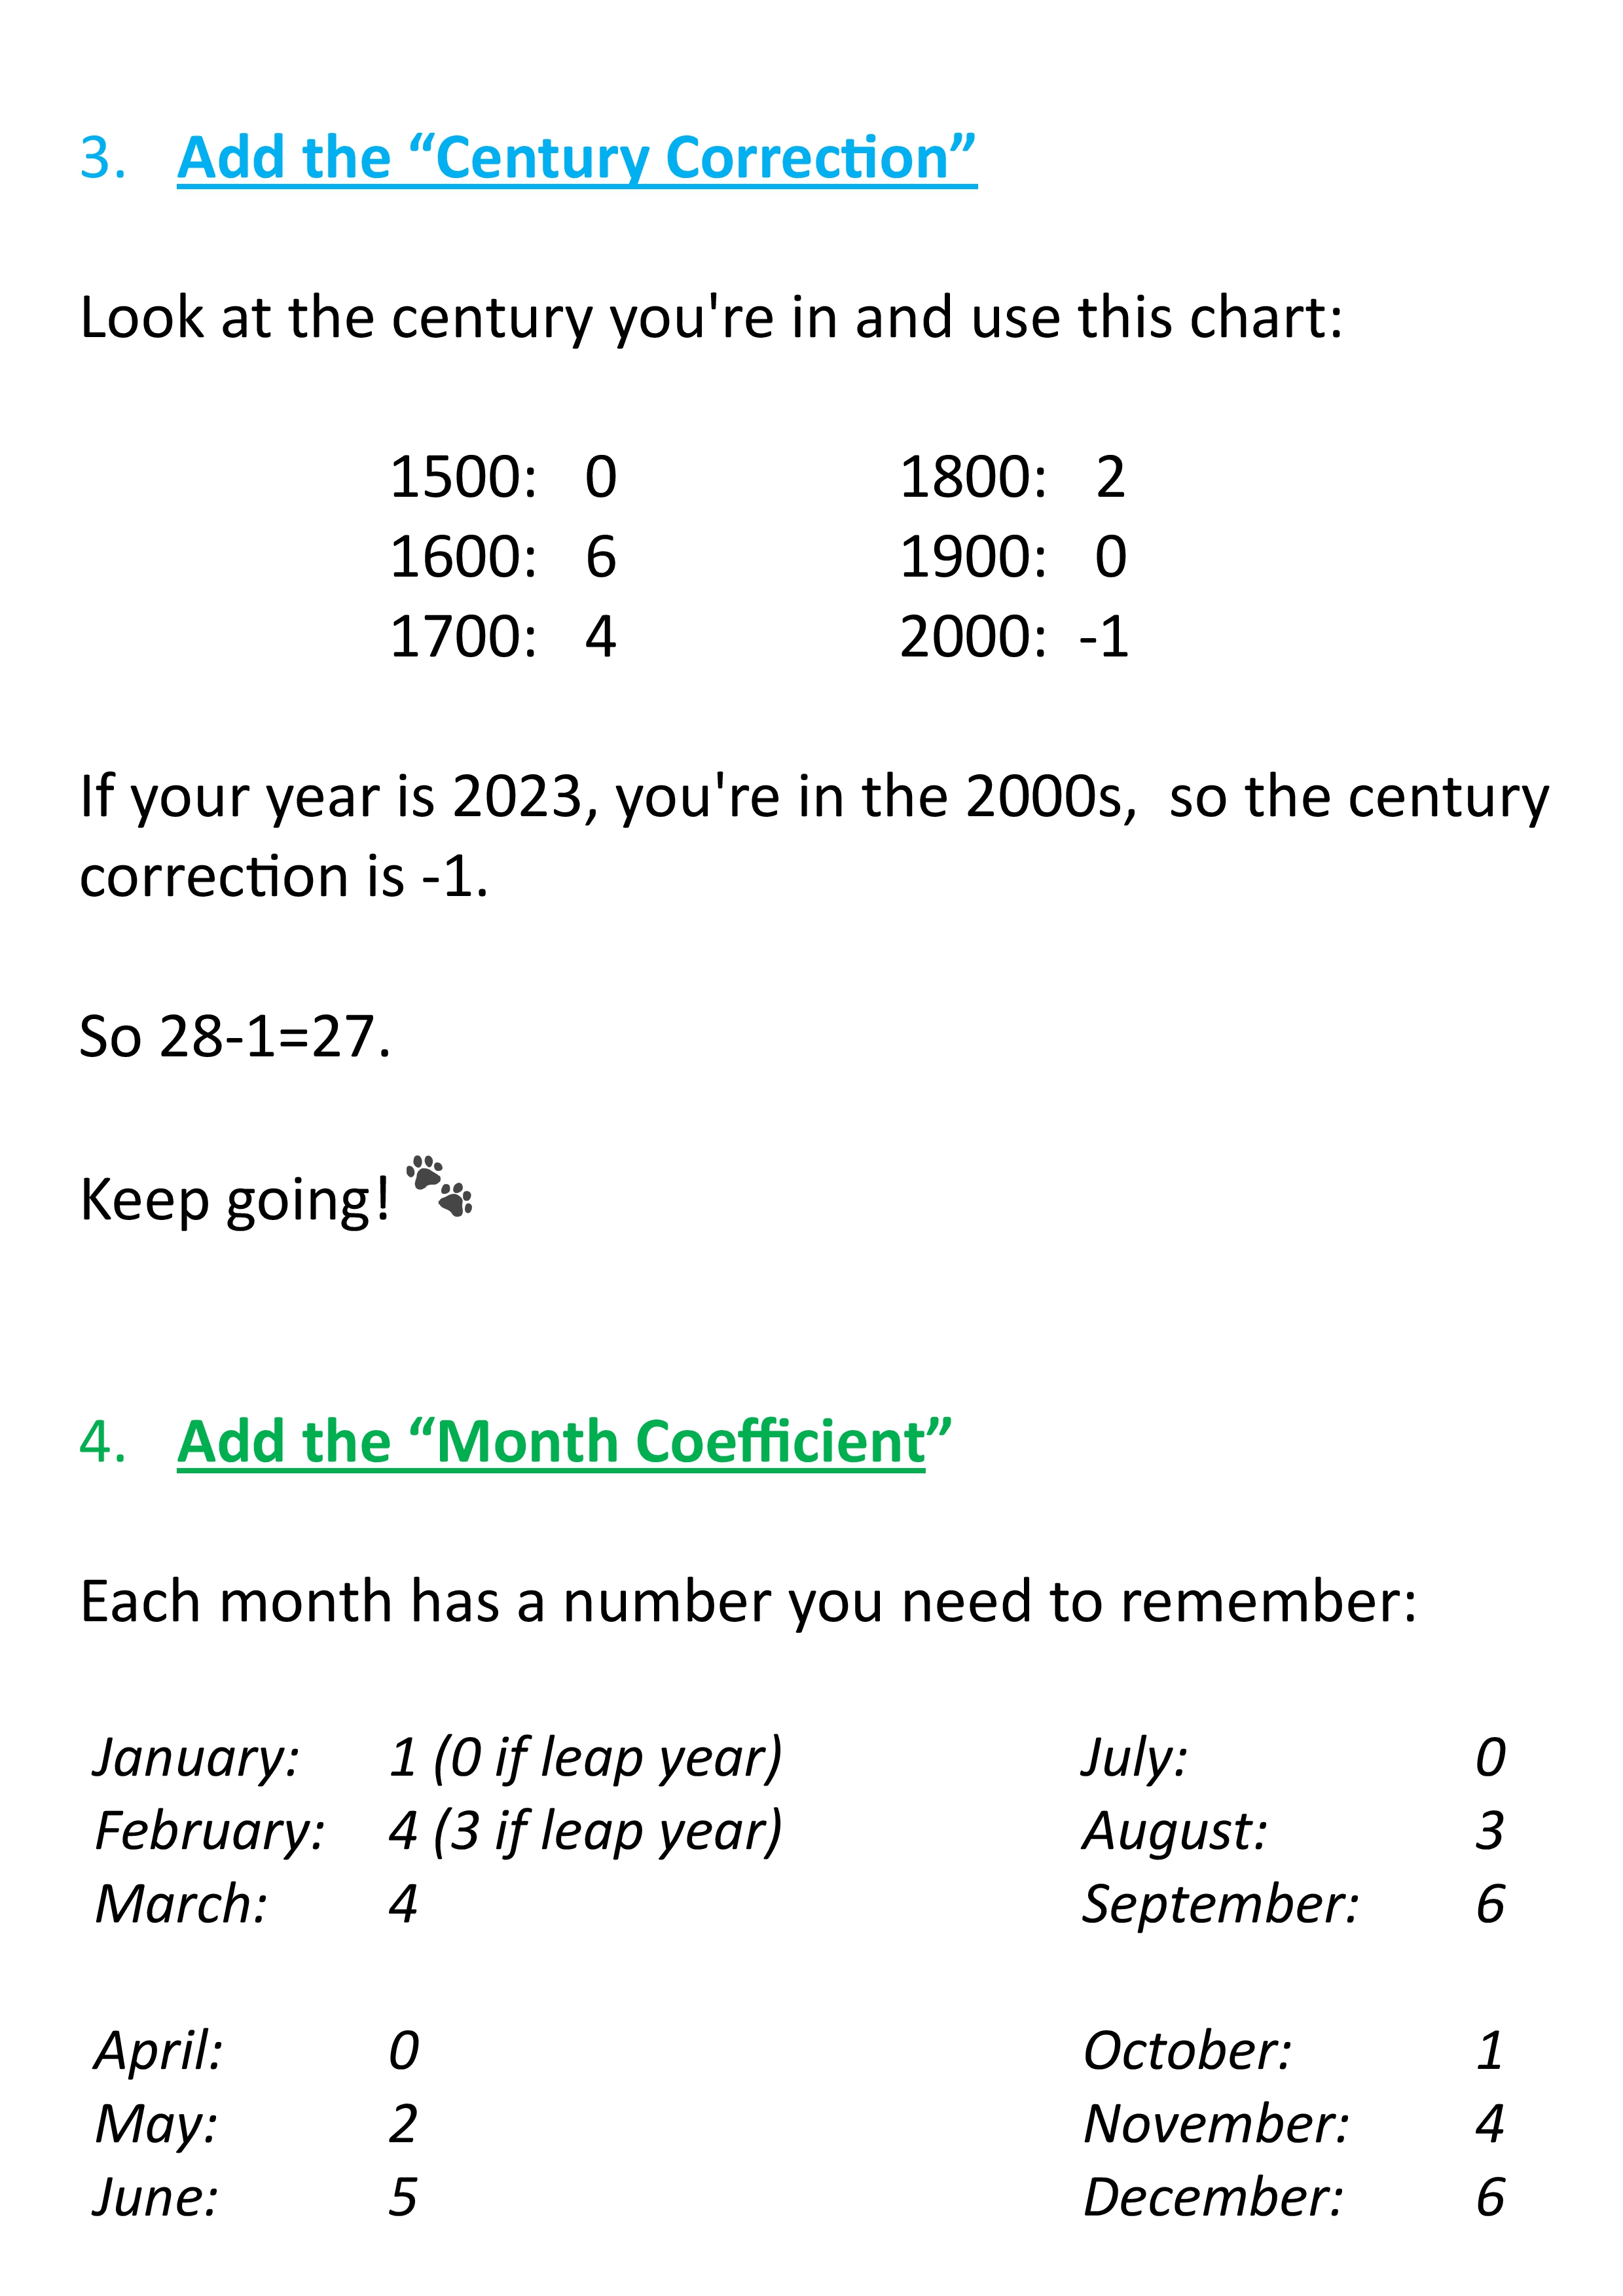 3. Add the “Century Correction”
Look at the century you're in and use this chart:
1500: 0 1800: 2
1600: 6 1900: 0
1700: 4 2000: -1
If your year is 2023, you're in the 2000s, so the century
correction is -1.
So 28-1=27.
Keep going!
4. Add the “Month Coefficient”
Each month has a number you need to remember:
January: 1 (0 if leap year) July: 0
February: 4 (3 if leap year) August: 3
March: 4 September: 6
April: 0 October: 1
May: 2 November: 4
June: 5 December: 6